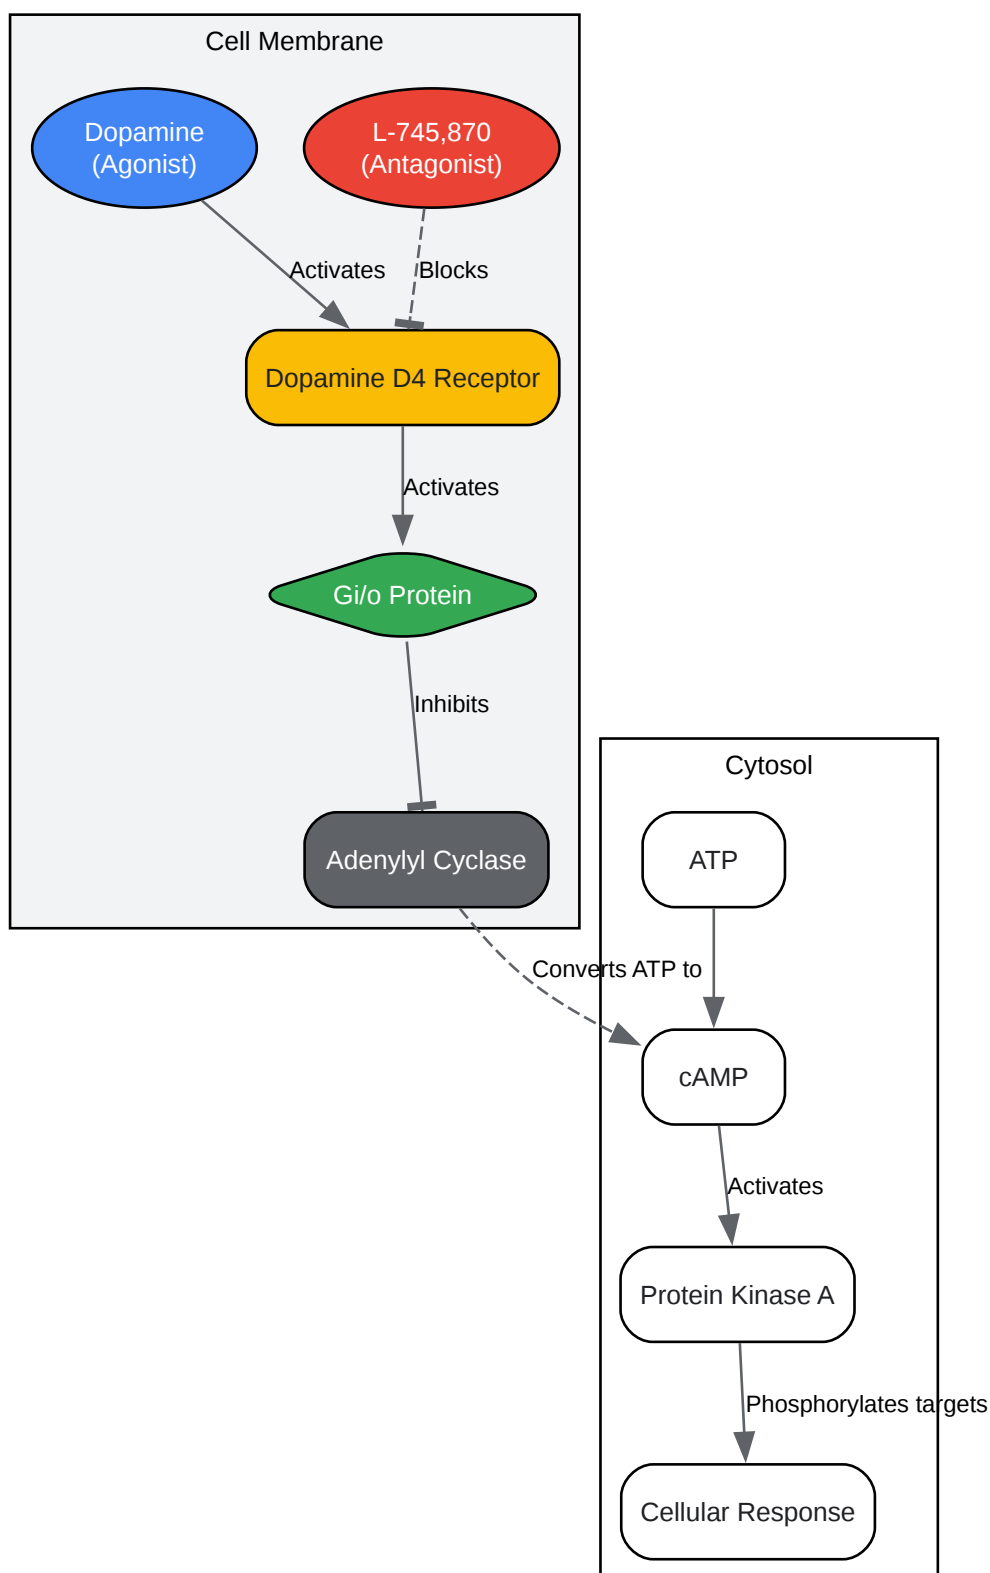 Cell Membrane
Dopamine
(Agonist)
L-745,870
(Antagonist)
Activates
Blocks
Dopamine D4 Receptor
Activates
Gi/o Protein
Inhibits
Adenylyl Cyclase
Cytosol
ATP
Converts ATP to
cAMP
Activates
Protein Kinase A
Phosphorylates targets
Cellular Response